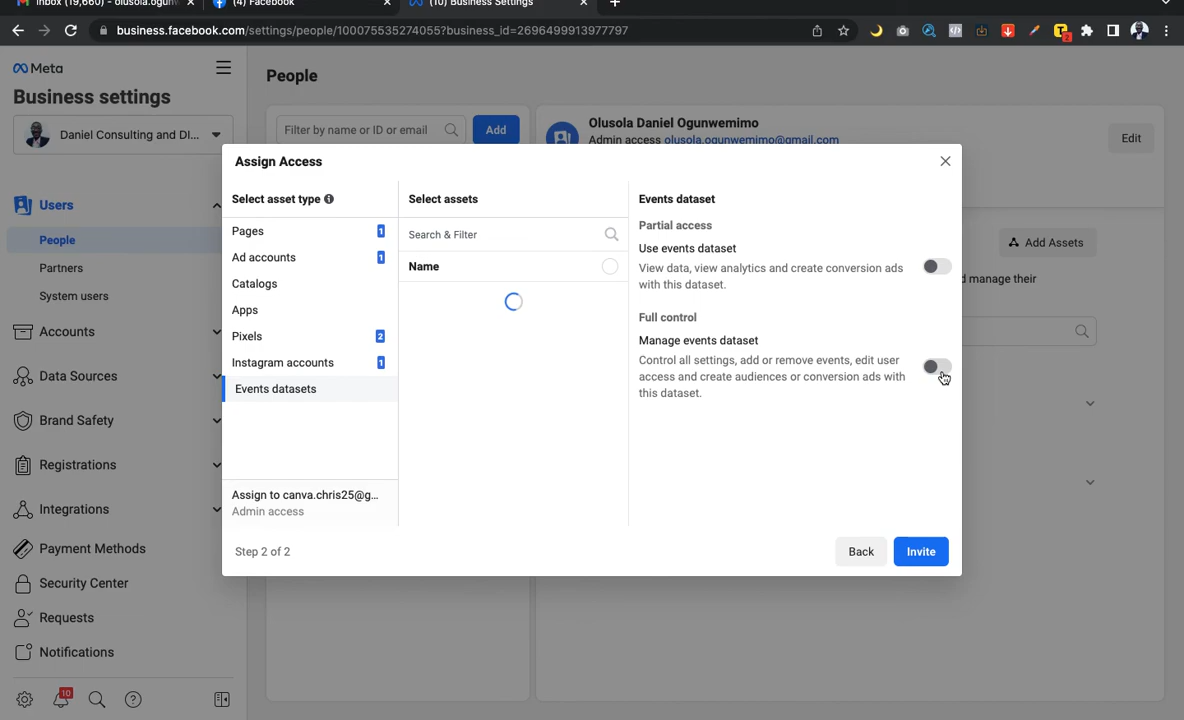 Inbox (19,660) - olusola.ogunw
(4) Facebook
(10) Business Settings
business.facebook.com/settings/people/100075535274055?business_id=2696499913977797
2
Meta
Business settings
Daniel Consulting and DI...
Users
People
Partners
System users
Accounts
Data Sources
Brand Safety
Registrations
Integrations
Payment Methods
Security Center
Requests
Notifications
10
People
Filter by name or ID or email
Add
Olusola Daniel Ogunwemimo
Admin access olusola.ogunwemimo@gmail.com
Edit
Add Assets
d manage their
Assign Access
Select asset type
Pages 1
Ad accounts 1
Catalogs
Apps
Pixels 2
Instagram accounts 1
Events datasets
Assign to canva.chris25@g...
Admin access
Select assets
Search & Filter
Name
Events dataset
Partial access
Use events dataset
View data, view analytics and create conversion ads
with this dataset.
Full control
Manage events dataset
Control all settings, add or remove events, edit user
access and create audiences or conversion ads with
this dataset.
Step 2 of 2
Back
Invite